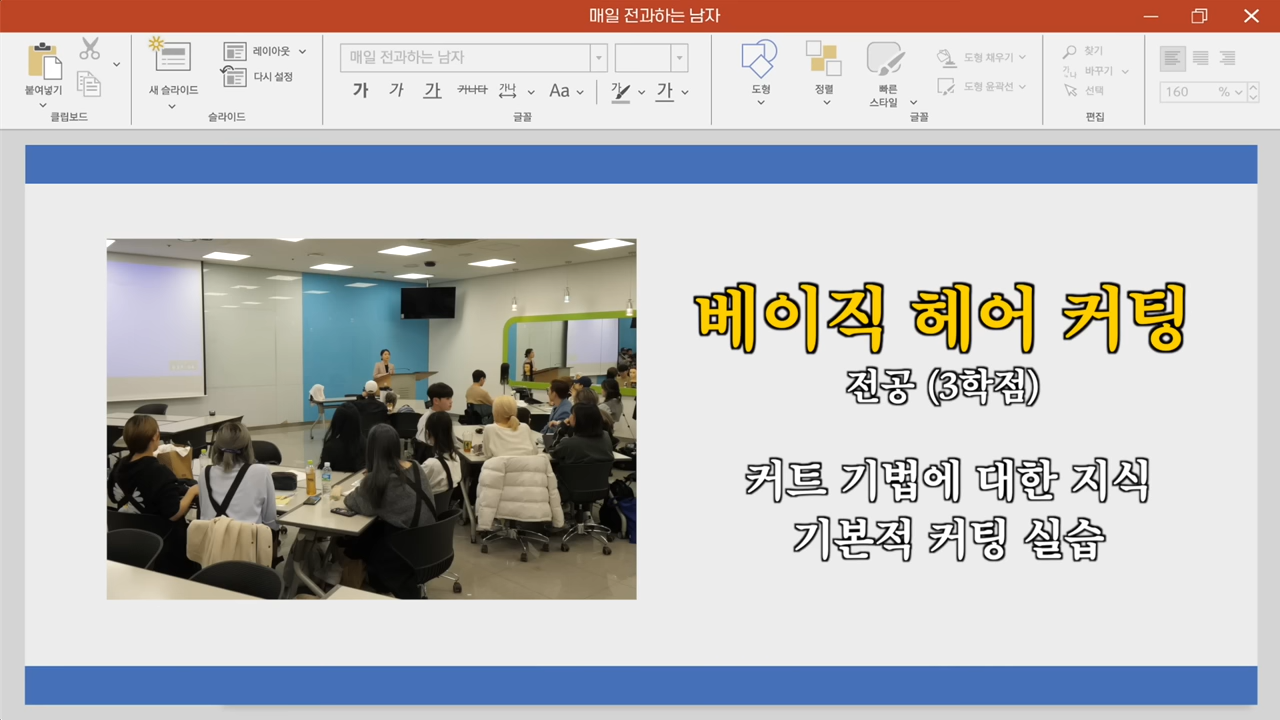 매일 전과하는 남자
붙여넣기
클립보드
새 슬라이드
레이아웃
다시 설정
슬라이드
매일 전과하는 남자
가 가 가 가나다 간나 Aa 가 가
글꼴
도형
정렬
빠른
스타일
도형 채우기
도형 윤곽선
글꼴
찾기
바꾸기
선택
편집
160 %
베이직 헤어 커팅
전공 (3학점)
커트 기법에 대한 지식
기본적 커팅 실습